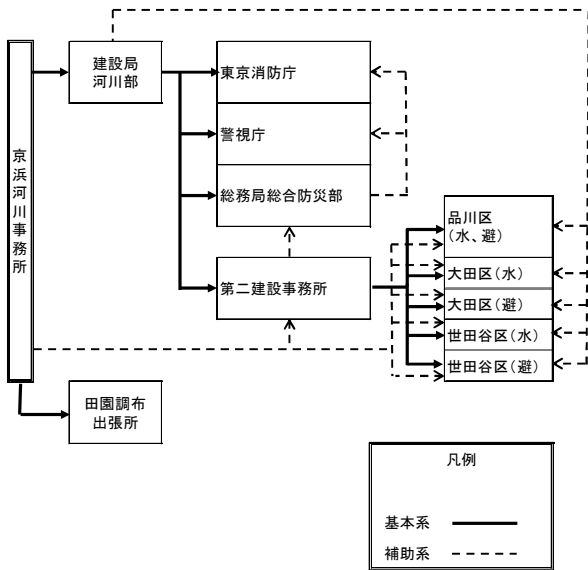 建設局
河川部
東京消防庁
警視庁
総務局総合防災部
京浜河川事務所
品川区
(水、避)
第二建設事務所
大田区(水)
大田区(避)
世田谷区(水)
世田谷区(避)
田園調布
出張所
凡例
基本系
補助系